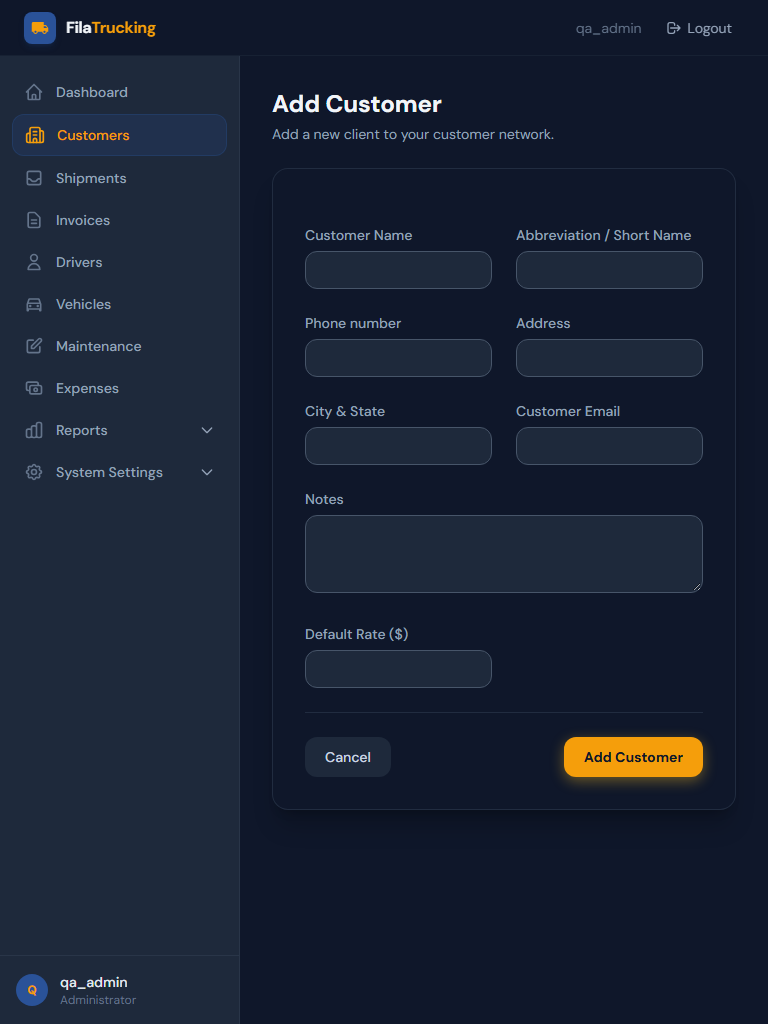 FilaTrucking
qa_admin
Logout
Dashboard
Customers
Shipments
Invoices
Drivers
Vehicles
Maintenance
Expenses
Reports
System Settings
Q
qa_admin
Administrator
Add Customer
Add a new client to your customer network.
Customer Name
Abbreviation / Short Name
Phone number
Address
City & State
Customer Email
Notes
Default Rate ($)
Cancel
Add Customer